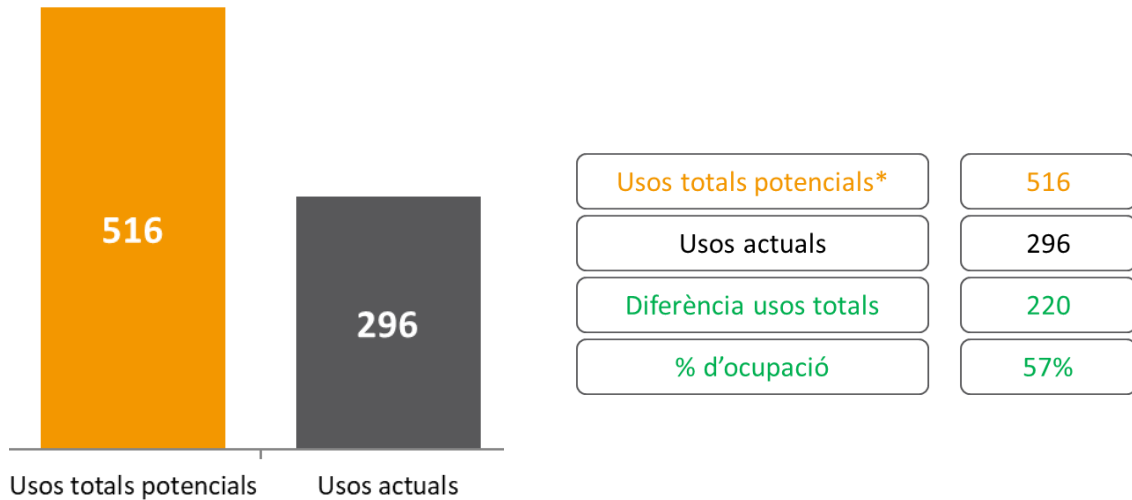 516
296
Usos totals potencials
Usos actuals
Usos totals potencials* 516
Usos actuals 296
Diferència usos totals 220
% d’ocupació 57%